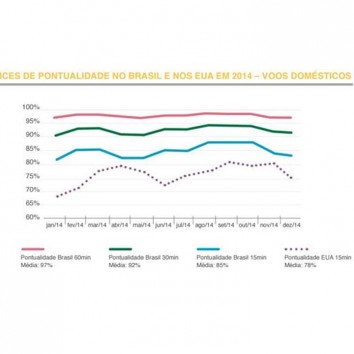 ICES DE PONTUALIDADE NO BRASIL E NOS EUA EM 2014 – VOOS DOMÉSTICOS
100%
95%
90%
85%
80%
75%
70%
65%
60%
jan/14 fev/14 mar/14 abr/14 mai/14 jun/14 jul/14 ago/14 set/14 out/14 nov/14 dez/14
Pontualidade Brasil 60min
Média: 97%
Pontualidade Brasil 30min
Média: 92%
Pontualidade Brasil 15min
Média: 85%
Pontualidade EUA 15min
Média: 78%